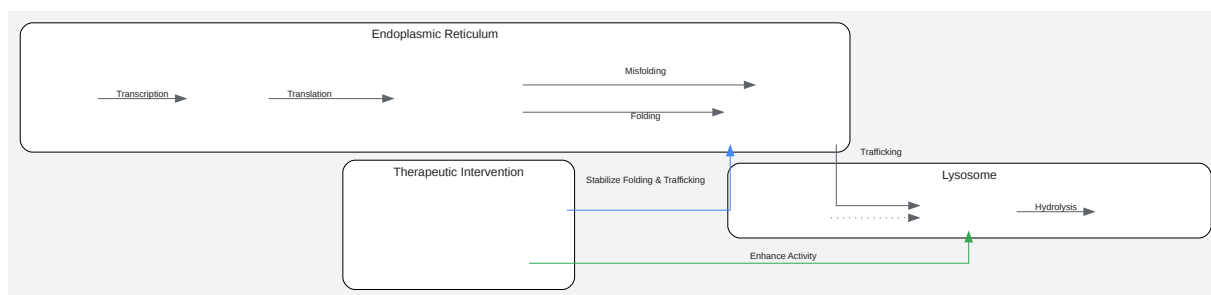 Endoplasmic Reticulum
Misfolding
Transcription
Translation
Folding
Trafficking
Therapeutic Intervention
Lysosome
Stabilize Folding & Trafficking
Hydrolysis
Enhance Activity